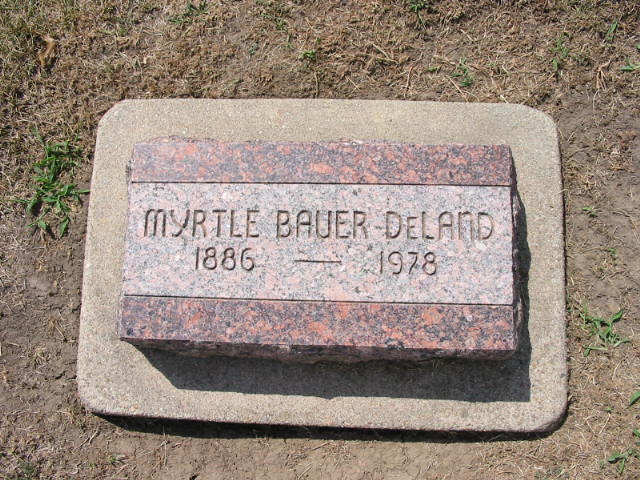 MYRTLE BAUER DeLAND
1886 — 1978